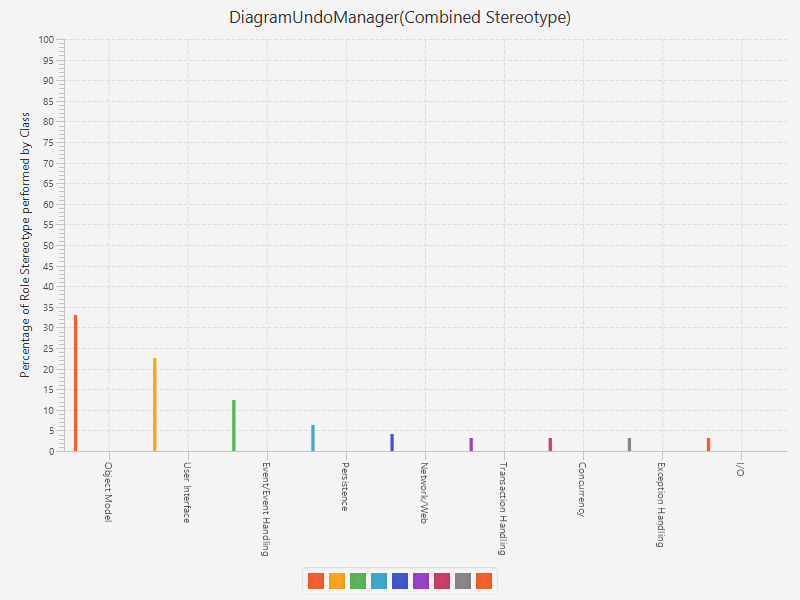 DiagramUndoManager(Combined Stereotype)
Percentage of Role Stereotype performed by Class
100
95
90
85
80
75
70
65
60
55
50
45
40
35
30
25
20
15
10
5
0
Object Model
User Interface
Event/Event Handling
Persistence
Network/Web
Transaction Handling
Concurrency
Exception Handling
I/O